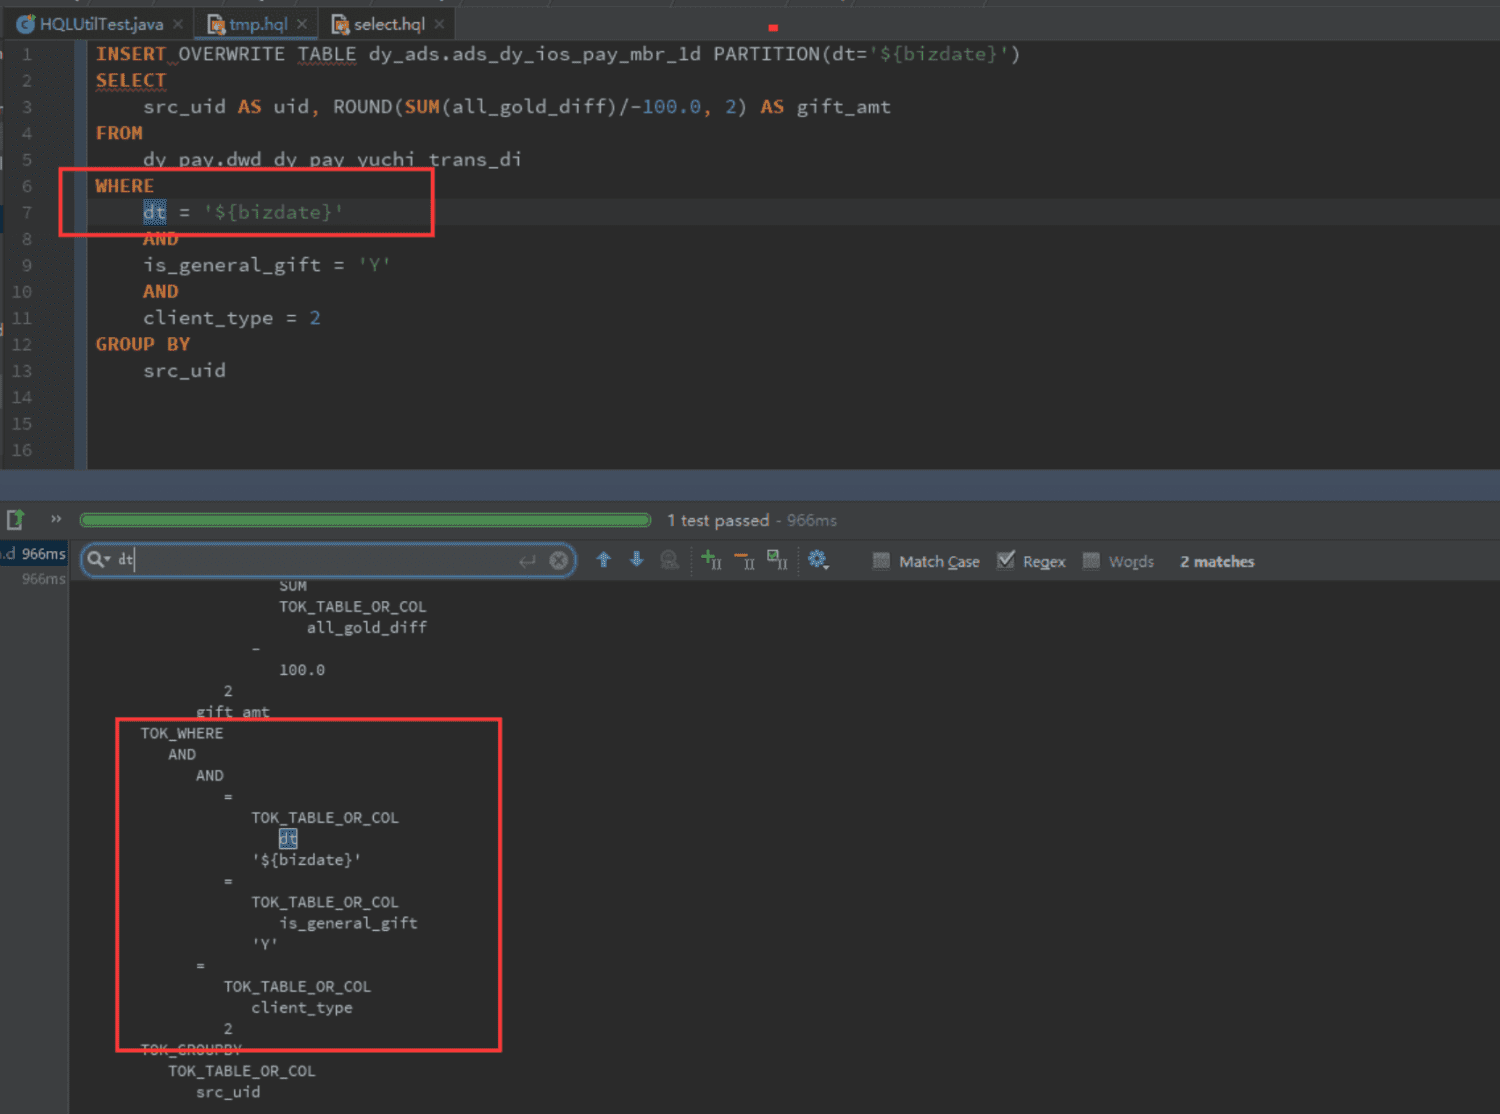 HQLUtilTest.java
tmp.hql
select.hql
1 INSERT OVERWRITE TABLE dy_ads.ads_dy_ios_pay_mbr_1d PARTITION(dt='${bizdate}')
2 SELECT
3 src_uid AS uid, ROUND(SUM(all_gold_diff)/-100.0, 2) AS gift_amt
4 FROM
5 dy_pay.dwd_dy_pay_yuchi_trans_di
6 WHERE
7 dt = '${bizdate}'
8 AND
9 is_general_gift = 'Y'
10 AND
11 client_type = 2
12 GROUP BY
13 src_uid
14
15
16
» 1 test passed - 966ms
.d 966ms
966ms
dt
Match Case
Regex
Words
2 matches
SUM
TOK_TABLE_OR_COL
all_gold_diff
-
100.0
2
gift_amt
TOK_WHERE
AND
AND
=
TOK_TABLE_OR_COL
dt
'${bizdate}'
=
TOK_TABLE_OR_COL
is_general_gift
'Y'
=
TOK_TABLE_OR_COL
client_type
2
TOK_GROUPBY
TOK_TABLE_OR_COL
src_uid